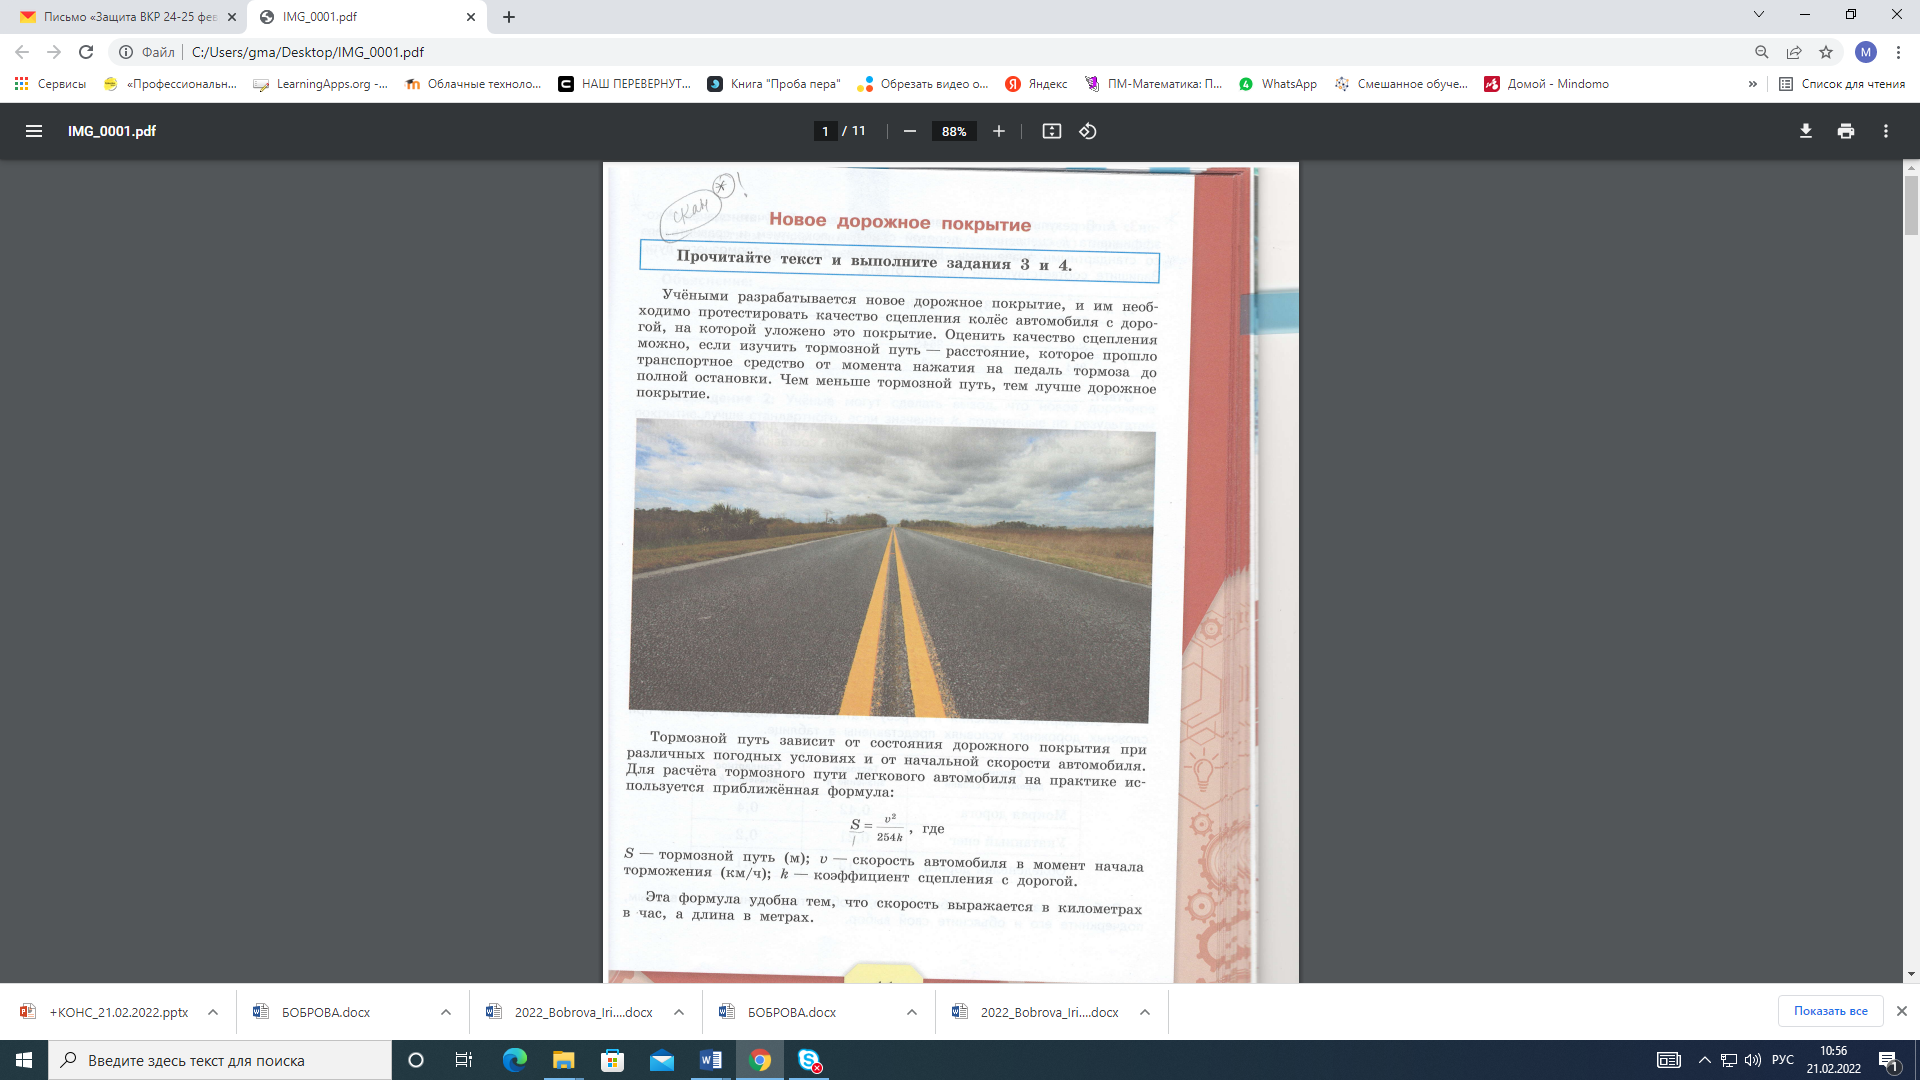 Письмо «Защита ВКР 24-25 фев
IMG_0001.pdf
Файл
C:/Users/gma/Desktop/IMG_0001.pdf
M
Сервисы
«Профессиональн...
LearningApps.org -...
Облачные техноло...
НАШ ПЕРЕВЕРНУТ...
Книга "Проба пера"
Обрезать видео о...
Яндекс
ПМ-Математика: П...
WhatsApp
Смешанное обуче...
Домой - Mindomo
»
Список для чтения
IMG_0001.pdf
1 / 11
88%
скан *!
Новое дорожное покрытие
Прочитайте текст и выполните задания 3 и 4.
Учёными разрабатывается новое дорожное покрытие, и им необ-
ходимо протестировать качество сцепления колёс автомобиля с доро-
гой, на которой уложено это покрытие. Оценить качество сцепления
можно, если изучить тормозной путь — расстояние, которое прошло
транспортное средство от момента нажатия на педаль тормоза до
полной остановки. Чем меньше тормозной путь, тем лучше дорожное
покрытие.
Тормозной путь зависит от состояния дорожного покрытия при
различных погодных условиях и от начальной скорости автомобиля.
Для расчёта тормозного пути легкового автомобиля на практике ис-
пользуется приближённая формула:
S = v²/254k , где
S — тормозной путь (м); v — скорость автомобиля в момент начала
торможения (км/ч); k — коэффициент сцепления с дорогой.
Эта формула удобна тем, что скорость выражается в километрах
в час, а длина в метрах.
+КОНС_21.02.2022.pptx
БОБРОВА.docx
2022_Bobrova_Iri....docx
БОБРОВА.docx
2022_Bobrova_Iri....docx
Показать все
Введите здесь текст для поиска
РУС
10:56
21.02.2022
1